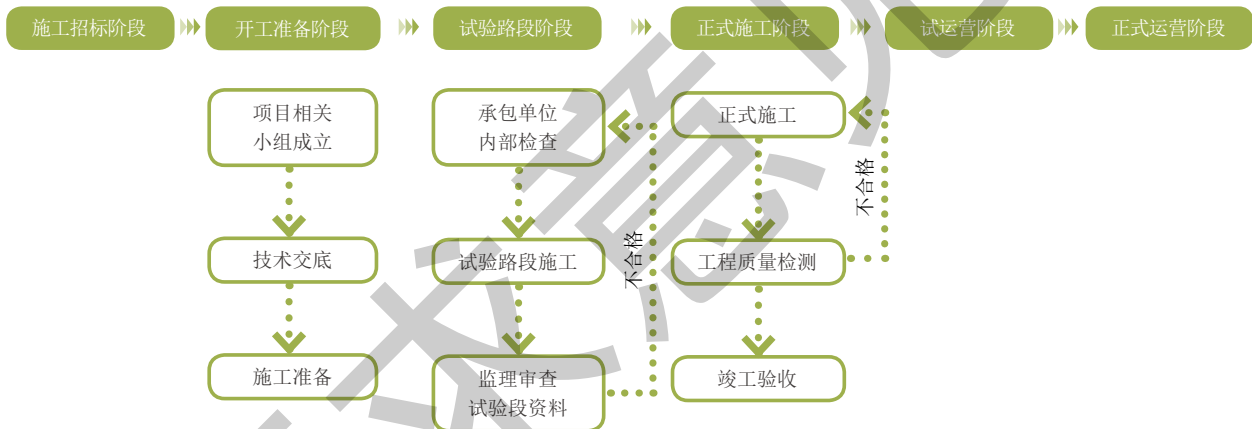 施工招标阶段
开工准备阶段
试验路段阶段
正式施工阶段
试运营阶段
正式运营阶段
项目相关
小组成立
技术交底
施工准备
承包单位
内部检查
试验路段施工
监理审查
试验段资料
不合格
正式施工
工程质量检测
竣工验收
不合格
求意